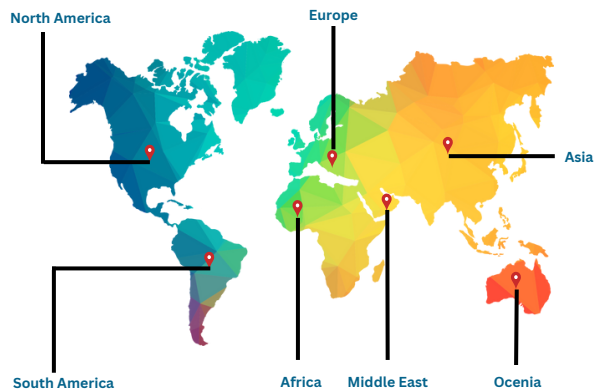 North America
Europe
Asia
South America
Africa
Middle East
Ocenia